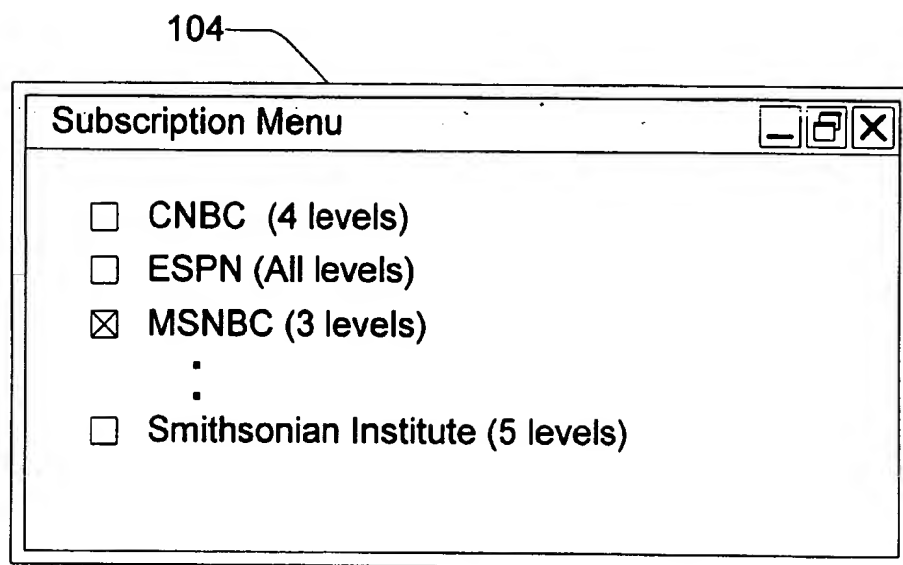 104
Subscription Menu
CNBC (4 levels)
ESPN (All levels)
MSNBC (3 levels)
Smithsonian Institute (5 levels)